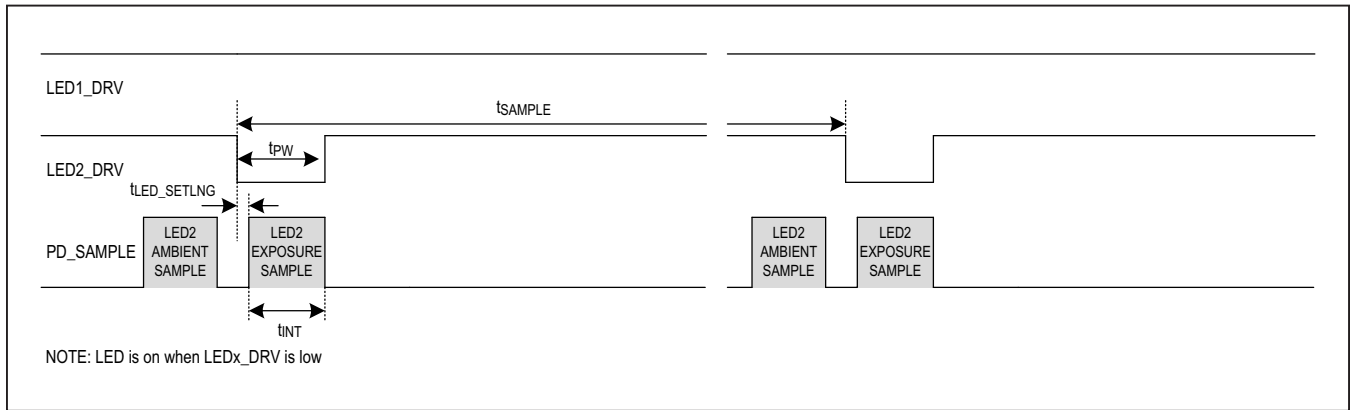 LED1_DRV
tSAMPLE
tPW
LED2_DRV
tLED_SETLNG
PD_SAMPLE
LED2
AMBIENT
SAMPLE
LED2
EXPOSURE
SAMPLE
LED2
AMBIENT
SAMPLE
LED2
EXPOSURE
SAMPLE
tINT
NOTE: LED is on when LEDx_DRV is low